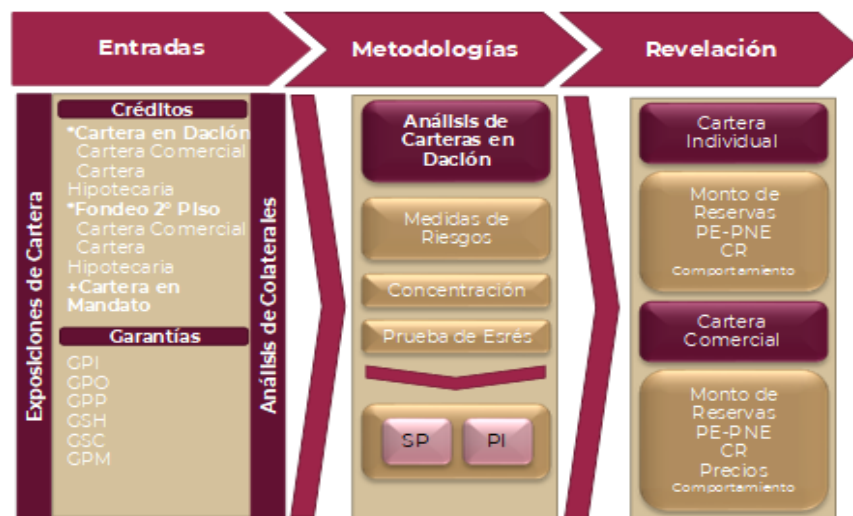 Entradas
Metodologías
Revelación
Exposiciones de Cartera
Créditos
*Cartera en Dación
Cartera Comercial
Cartera
Hipotecaria
*Fondeo 2° Piso
Cartera Comercial
Cartera
Hipotecaria
+Cartera en
Mandato
Garantías
GPI
GPO
GPP
GSH
GSC
GPM
Análisis de Colaterales
Análisis de
Carteras en
Dación
Medidas de
Riesgos
Concentración
Prueba de Esrés
SP
PI
Cartera
Individual
Monto de
Reservas
PE-PNE
CR
Comportamiento
Cartera
Comercial
Monto de
Reservas
PE-PNE
CR
Precios
Comportamiento